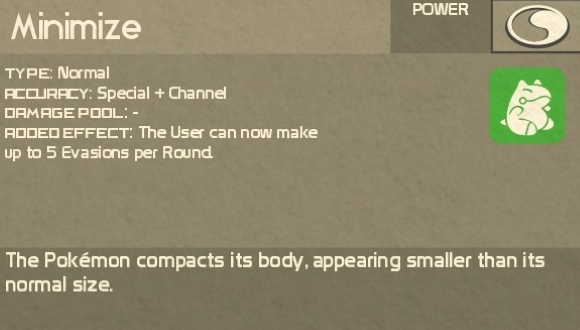 Minimize
POWER
TYPE: Normal
ACCURACY: Special + Channel
DAMAGE POOL: -
ADDED EFFECT: The User can now make
up to 5 Evasions per Round.
The Pokémon compacts its body, appearing smaller than its
normal size.